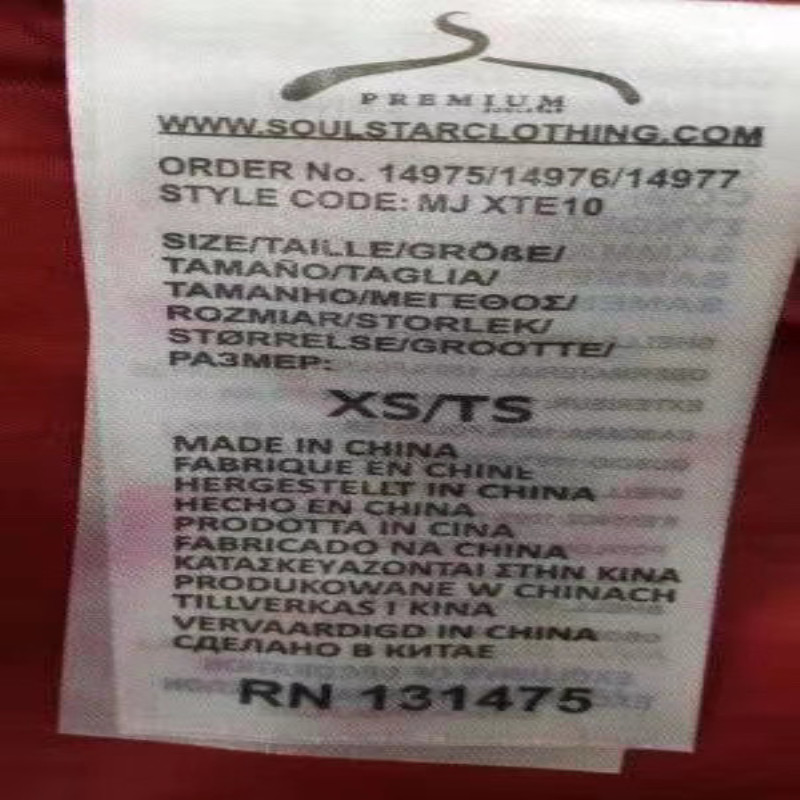 PREMIUM
WWW.SOULSTARCLOTHING.COM
ORDER No. 14975/14976/14977
STYLE CODE: MJ XTE10
SIZE/TAILLE/GRÖßE/
TAMAÑO/TAGLIA/
TAMANHO/ΜΕΓΕΘΟΣ/
ROZMIAR/STORLEK/
STØRRELSE/GROOTTE/
РАЗМЕР:
XS/TS
MADE IN CHINA
FABRIQUE EN CHINE
HERGESTELLT IN CHINA
HECHO EN CHINA
PRODOTTA IN CINA
FABRICADO NA CHINA
ΚΑΤΑΣΚΕΥΑΖΟΝΤΑΙ ΣΤΗΝ ΚΙΝΑ
PRODUKOWANE W CHINACH
TILLVERKAS I KINA
VERVAARDIGD IN CHINA
СДЕЛАНО В КИТАЕ
RN 131475